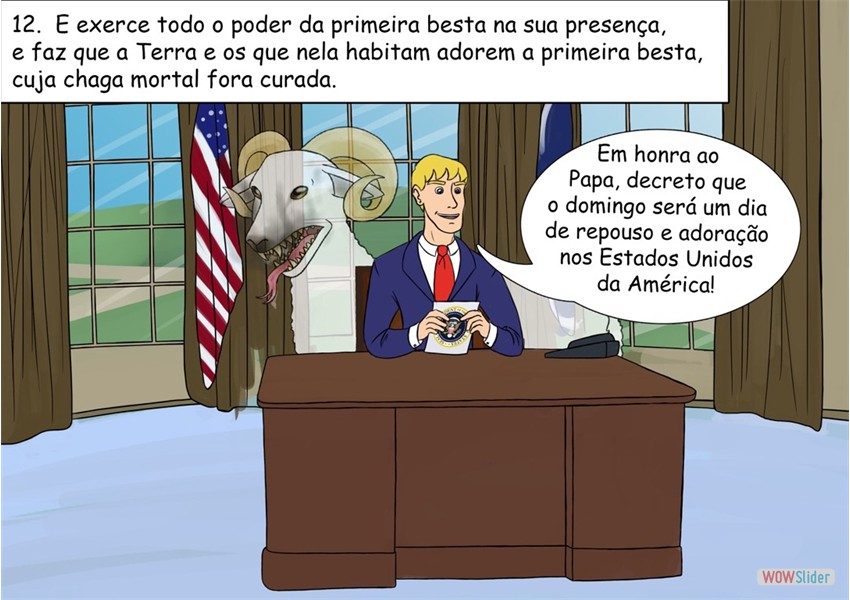 12. E exerce todo o poder da primeira besta na sua presença,
e faz que a Terra e os que nela habitam adorem a primeira besta,
cuja chaga mortal fora curada.
Em honra ao
Papa, decreto que
o domingo será um dia
de repouso e adoração
nos Estados Unidos
da América!
WOWSlider